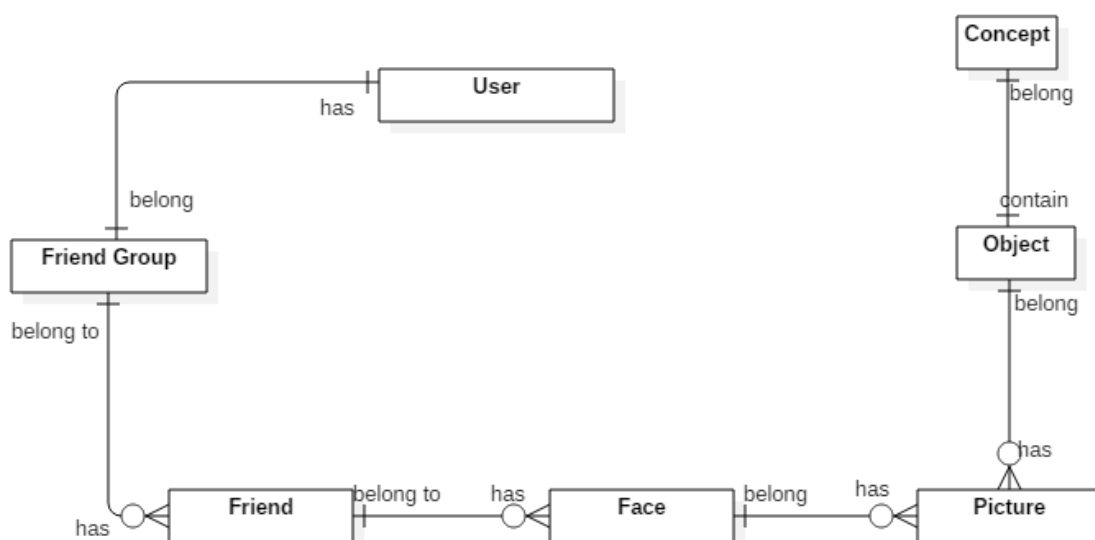 Concept
User
belong
has
belong
contain
Friend Group
Object
belong to
belong
has
belong to
has
belong
has
has
Friend
Face
Picture